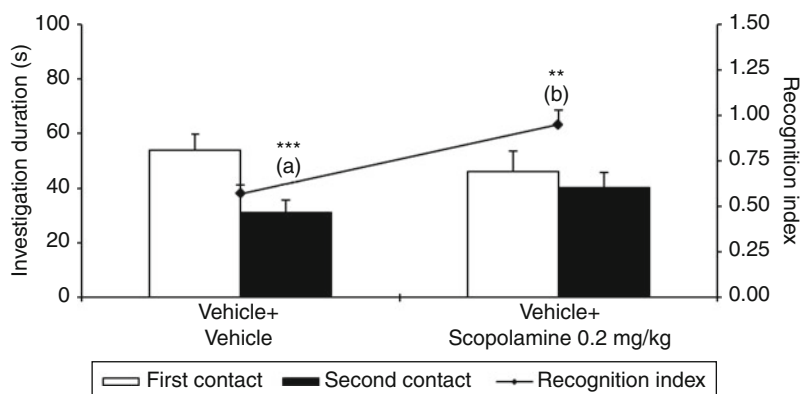 Investigation duration (s)
100
80
60
40
20
0
***
(a)
**
(b)
1.50
1.25
1.00
0.75
0.50
0.25
0.00
Recognition index
Vehicle+
Vehicle
Vehicle+
Scopolamine 0.2 mg/kg
First contact
Second contact
Recognition index